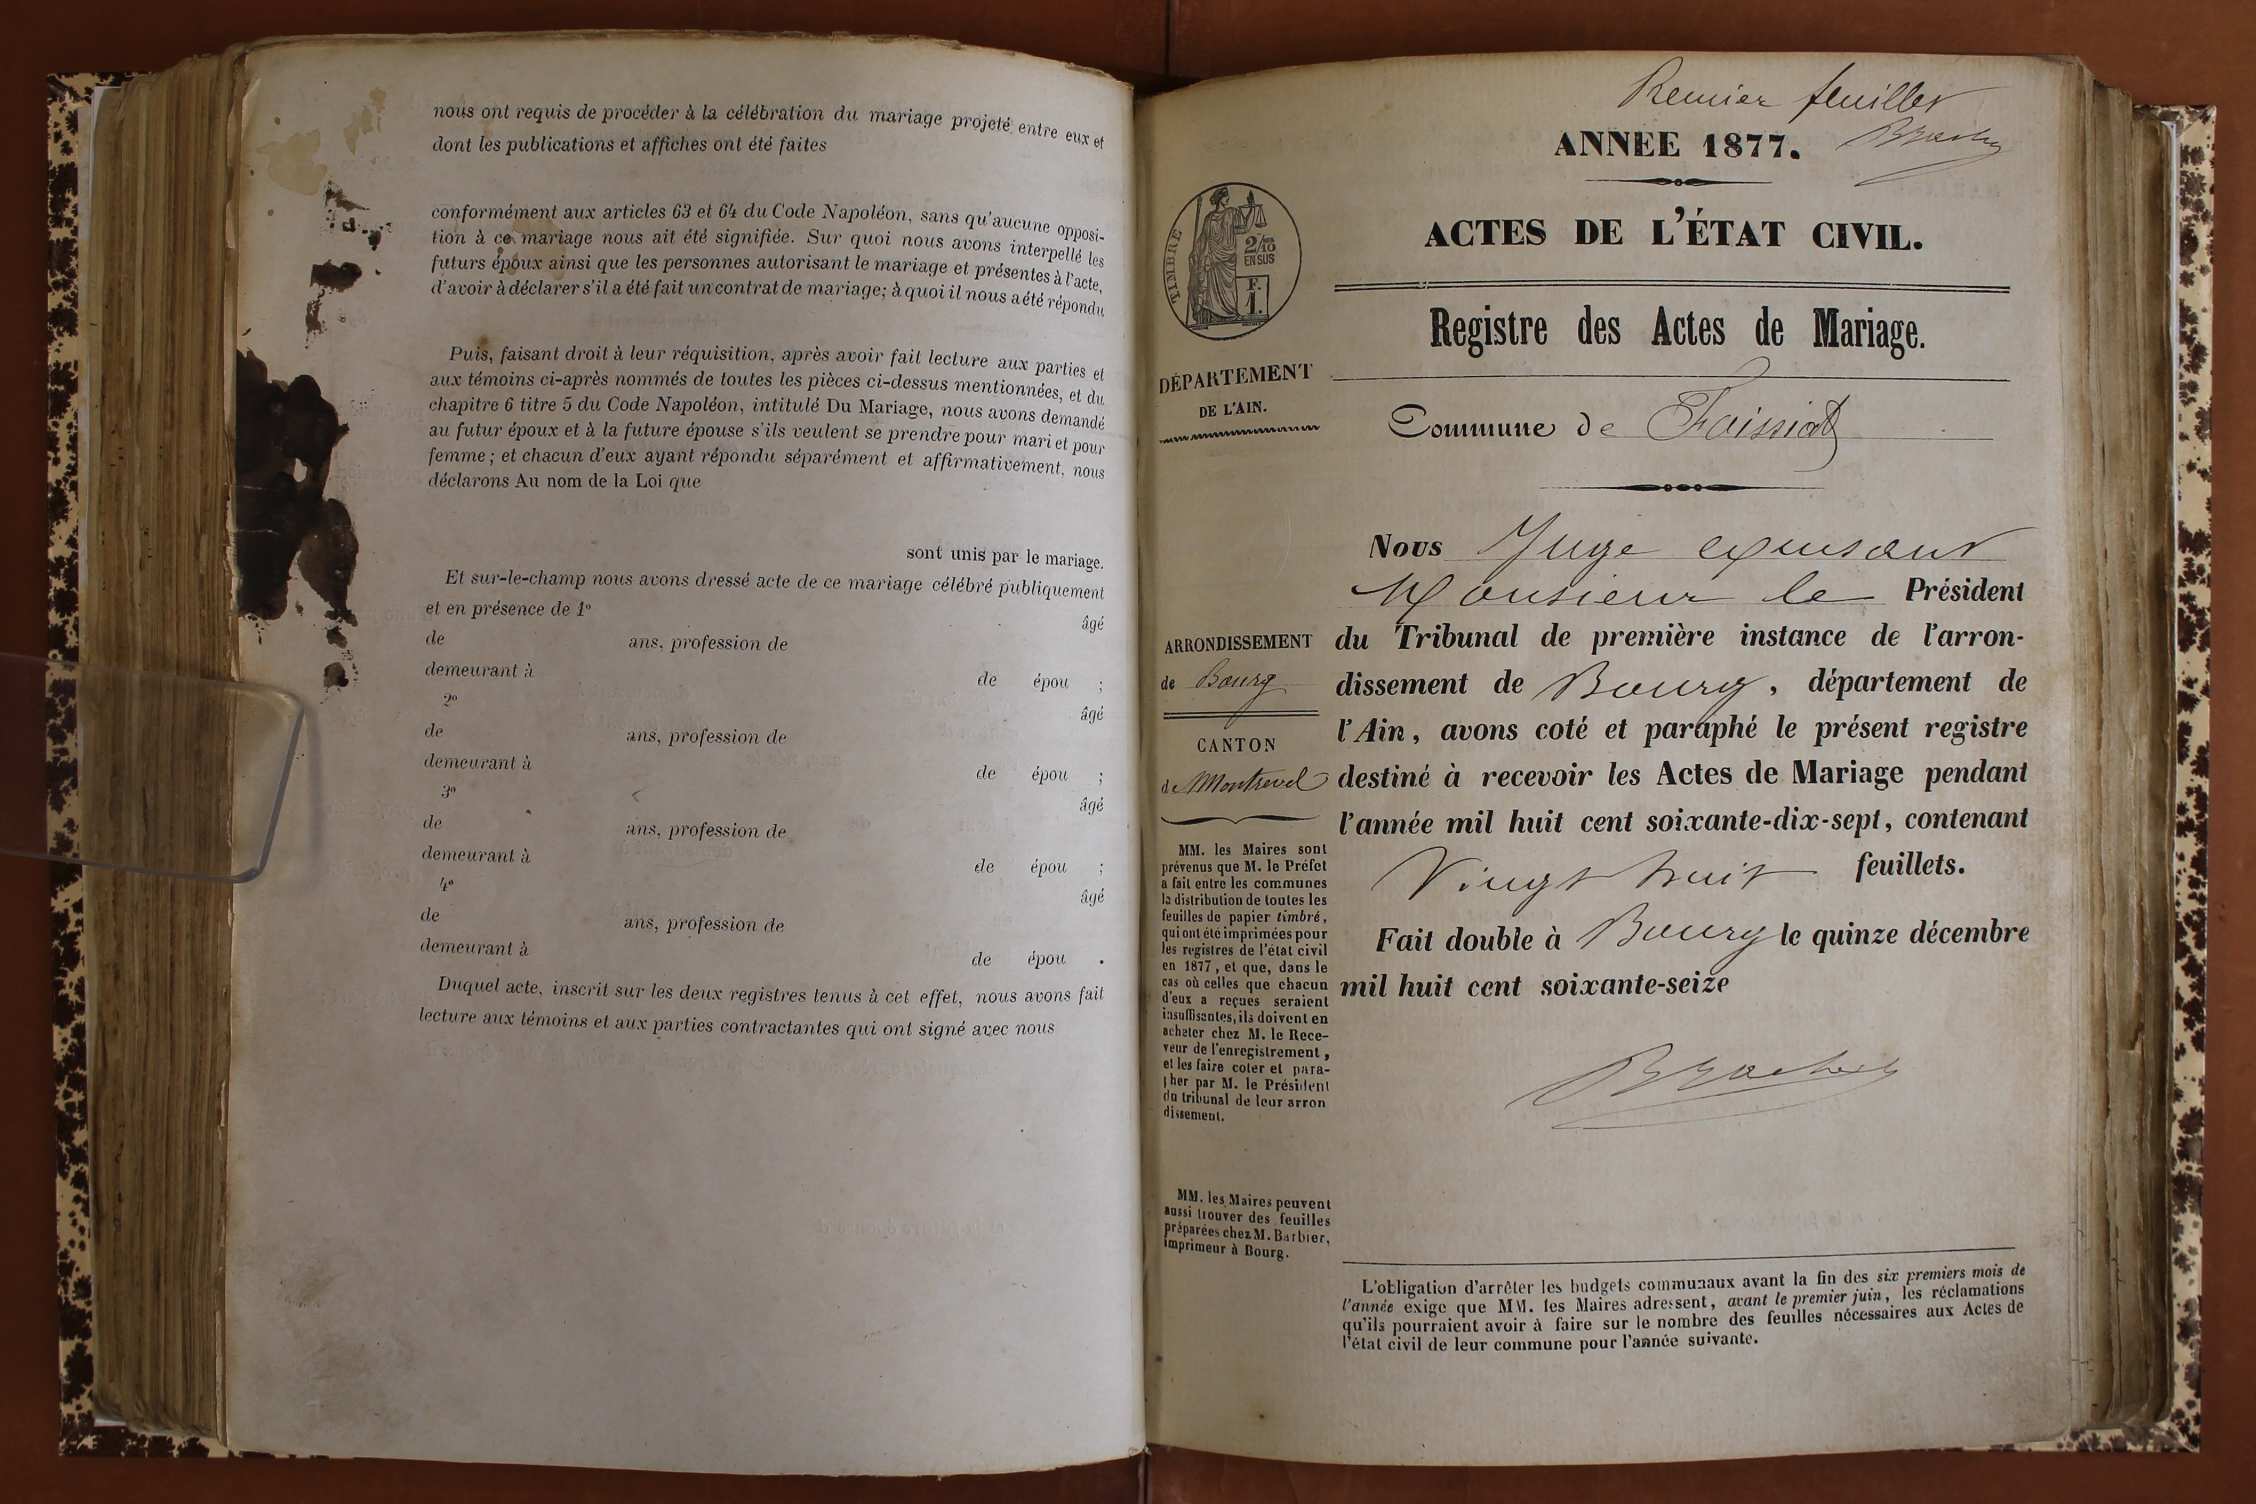 nous ont requis de procéder à la célébration du mariage projeté entre eux et
dont les publications et affiches ont été faites
conformément aux articles 63 et 64 du Code Napoléon, sans qu'aucune opposi-
tion à ce mariage nous ait été signifiée. Sur quoi nous avons interpellé les
futurs époux ainsi que les personnes autorisant le mariage et présentes à l'acte,
d'avoir à déclarer s'il a été fait un contrat de mariage; à quoi il nous a été répondu
Puis, faisant droit à leur réquisition, après avoir fait lecture aux parties et
aux témoins ci-après nommés de toutes les pièces ci-dessus mentionnées, et du
chapitre 6 titre 5 du Code Napoléon, intitulé Du Mariage, nous avons demandé
au futur époux et à la future épouse s'ils veulent se prendre pour mari et pour
femme; et chacun d'eux ayant répondu séparément et affirmativement, nous
déclarons Au nom de la Loi que
sont unis par le mariage.
Et sur-le-champ nous avons dressé acte de ce mariage célébré publiquement
et en présence de 1º âgé
de ans, profession de
demeurant à de épou ;
2º âgé
de ans, profession de
demeurant à de épou ;
3º âgé
de ans, profession de
demeurant à de épou ;
4º âgé
de ans, profession de
demeurant à de épou .
Duquel acte, inscrit sur les deux registres tenus à cet effet, nous avons fait
lecture aux témoins et aux parties contractantes qui ont signé avec nous
Premier feuillet
ANNEE 1877.
ACTES DE L'ÉTAT CIVIL.
Registre des Actes de Mariage.
TIMBRE
2/10
EN SUS
F.
1.
DÉPARTEMENT
DE L'AIN.
Commune de Foissiat
ARRONDISSEMENT
de Bourg
CANTON
de Montrevel
MM. les Maires sont
prévenus que M. le Préfet
a fait entre les communes
la distribution de toutes les
feuilles de papier timbré,
qui ont été imprimées pour
les registres de l'état civil
en 1877, et que, dans le
cas où celles que chacun
d'eux a reçues seraient
insuffisantes, ils doivent en
acheter chez M. le Rece-
veur de l'enregistrement,
et les faire coter et para-
pher par M. le Président
du tribunal de leur arron
dissement.
MM. les Maires peuvent
aussi trouver des feuilles
préparées chez M. Barbier,
imprimeur à Bourg.
Nous Juge
Monsieur le Président
du Tribunal de première instance de l'arron-
dissement de Bourg, département de
l'Ain, avons coté et paraphé le présent registre
destiné à recevoir les Actes de Mariage pendant
l'année mil huit cent soixante-dix-sept, contenant
Vingt huit feuillets.
Fait double à Bourg le quinze décembre
mil huit cent soixante-seize
L'obligation d'arrêter les budgets communaux avant la fin des six premiers mois de
l'année exige que MM. les Maires adressent, avant le premier juin, les réclamations
qu'ils pourraient avoir à faire sur le nombre des feuilles nécessaires aux Actes de
l'état civil de leur commune pour l'année suivante.